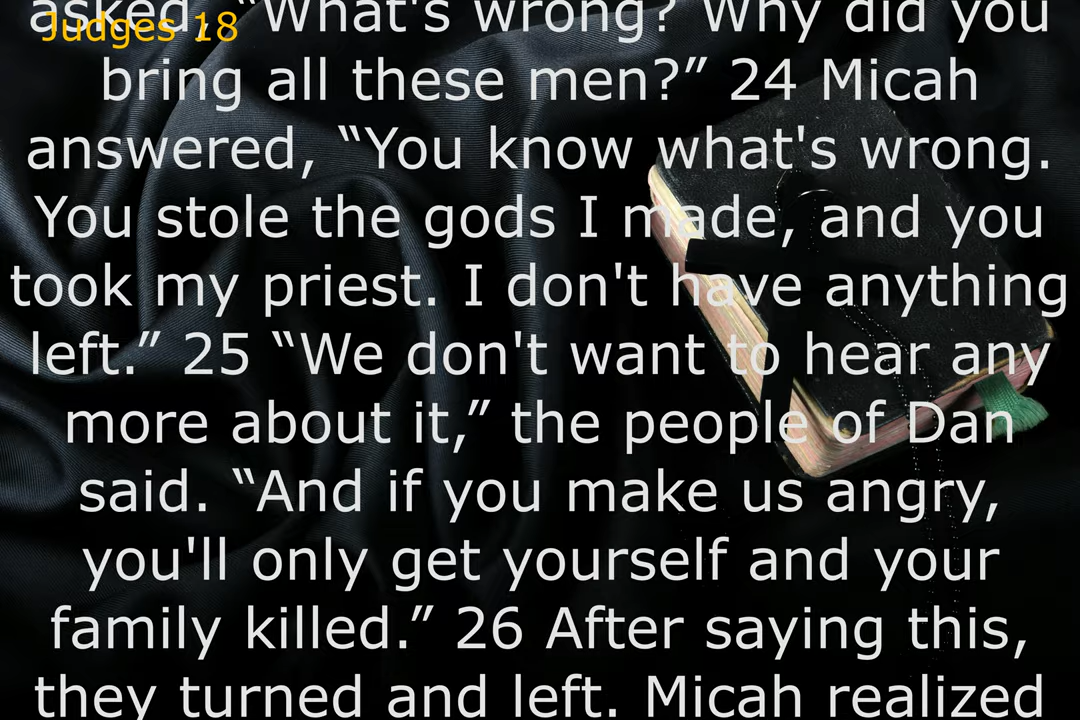 Judges 18
asked, “What's wrong? Why did you
bring all these men?” 24 Micah
answered, “You know what's wrong.
You stole the gods I made, and you
took my priest. I don't have anything
left.” 25 “We don't want to hear any
more about it,” the people of Dan
said. “And if you make us angry,
you'll only get yourself and your
family killed.” 26 After saying this,
they turned and left. Micah realized